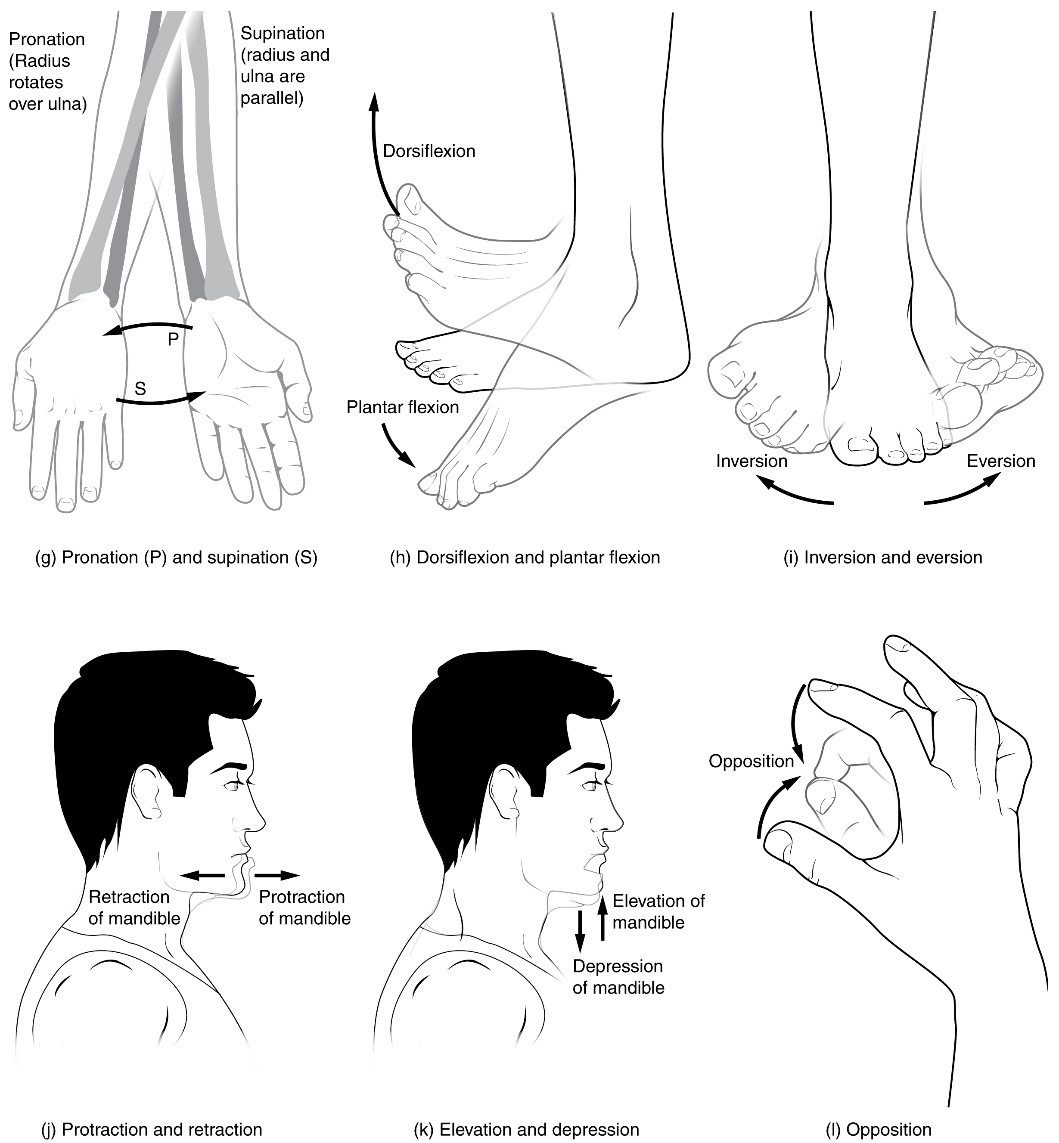 Pronation
(Radius
rotates
over ulna)
Supination
(radius and
ulna are
parallel)
P
S
(g) Pronation (P) and supination (S)
Dorsiflexion
Plantar flexion
(h) Dorsiflexion and plantar flexion
Inversion
Eversion
(i) Inversion and eversion
Retraction
of mandible
Protraction
of mandible
(j) Protraction and retraction
Elevation of
mandible
Depression
of mandible
(k) Elevation and depression
Opposition
(l) Opposition